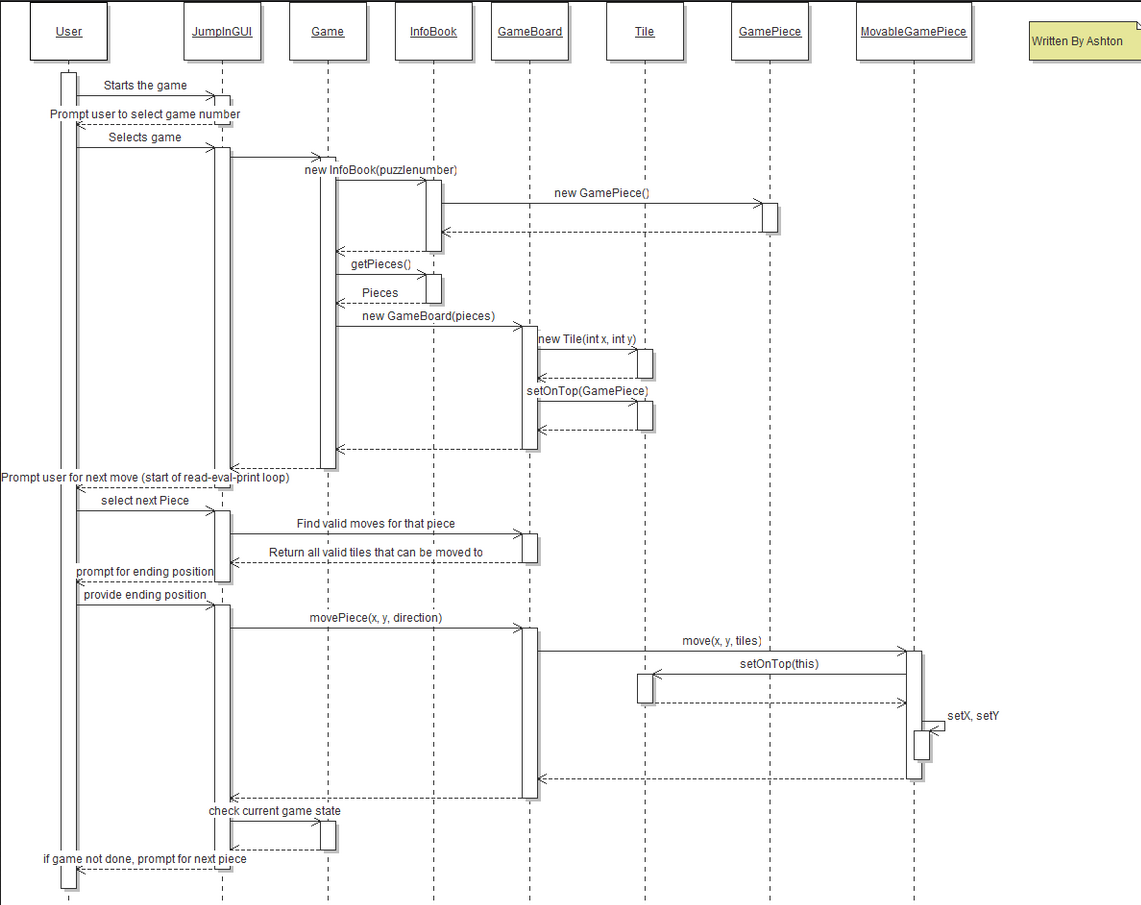 User
JumpInGUI
Game
InfoBook
GameBoard
Tile
GamePiece
MovableGamePiece
Written By Ashton
Starts the game
Prompt user to select game number
Selects game
new InfoBook(puzzlenumber)
new GamePiece()
getPieces()
Pieces
new GameBoard(pieces)
new Tile(int x, int y)
setOnTop(GamePiece)
Prompt user for next move (start of read-eval-print loop)
select next Piece
Find valid moves for that piece
Return all valid tiles that can be moved to
prompt for ending position
provide ending position
movePiece(x, y, direction)
move(x, y, tiles)
setOnTop(this)
setX, setY
check current game state
if game not done, prompt for next piece